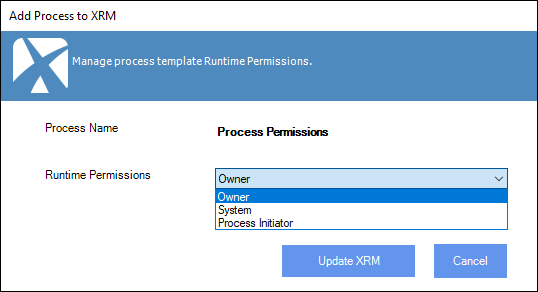 Add Process to XRM
Manage process template Runtime Permissions.
Process Name
Process Permissions
Runtime Permissions
Owner
Owner
System
Process Initiator
Update XRM
Cancel